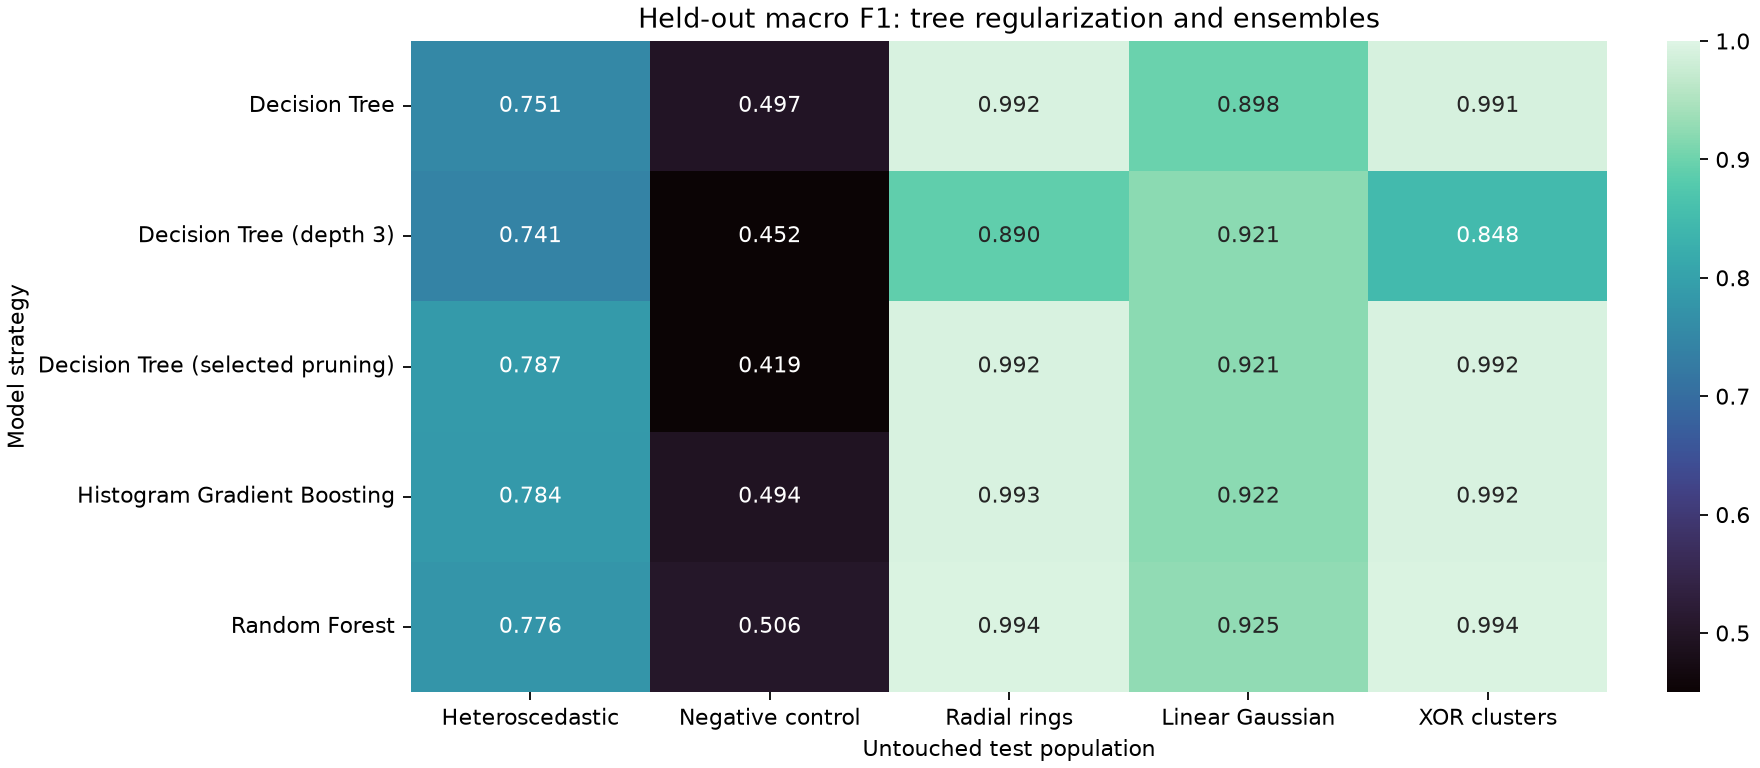 Held-out macro F1: tree regularization and ensembles
Model strategy
Decision Tree 0.751 0.497 0.992 0.898 0.991
Decision Tree (depth 3) 0.741 0.452 0.890 0.921 0.848
Decision Tree (selected pruning) 0.787 0.419 0.992 0.921 0.992
Histogram Gradient Boosting 0.784 0.494 0.993 0.922 0.992
Random Forest 0.776 0.506 0.994 0.925 0.994
Heteroscedastic Negative control Radial rings Linear Gaussian XOR clusters
Untouched test population
1.0
0.9
0.8
0.7
0.6
0.5